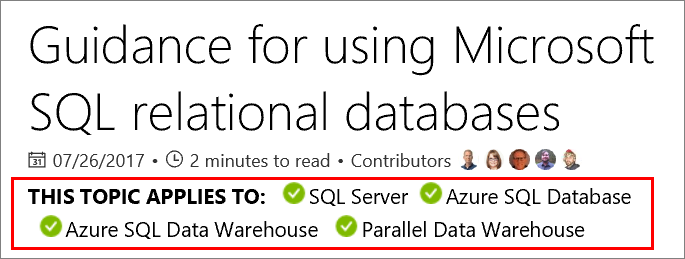 Guidance for using Microsoft
SQL relational databases
31 07/26/2017 • 2 minutes to read • Contributors
THIS TOPIC APPLIES TO: SQL Server Azure SQL Database
Azure SQL Data Warehouse Parallel Data Warehouse